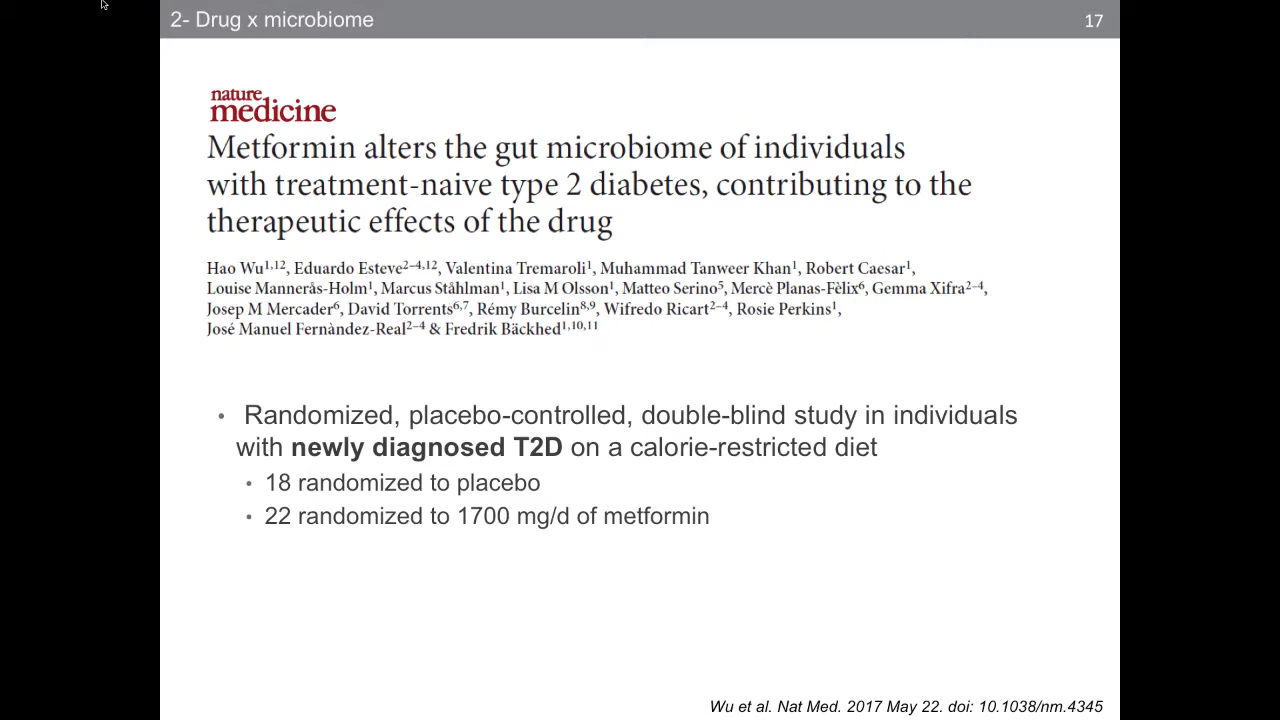 2- Drug x microbiome
17
nature
medicine
Metformin alters the gut microbiome of individuals
with treatment-naive type 2 diabetes, contributing to the
therapeutic effects of the drug
Hao Wu1,12, Eduardo Esteve2–4,12, Valentina Tremaroli1, Muhammad Tanweer Khan1, Robert Caesar1,
Louise Mannerås-Holm1, Marcus Ståhlman1, Lisa M Olsson1, Matteo Serino5, Mercè Planas-Fèlix6, Gemma Xifra2–4,
Josep M Mercader6, David Torrents6,7, Rémy Burcelin8,9, Wifredo Ricart2–4, Rosie Perkins1,
José Manuel Fernàndez-Real2–4 & Fredrik Bäckhed1,10,11
• Randomized, placebo-controlled, double-blind study in individuals
with newly diagnosed T2D on a calorie-restricted diet
• 18 randomized to placebo
• 22 randomized to 1700 mg/d of metformin
Wu et al. Nat Med. 2017 May 22. doi: 10.1038/nm.4345